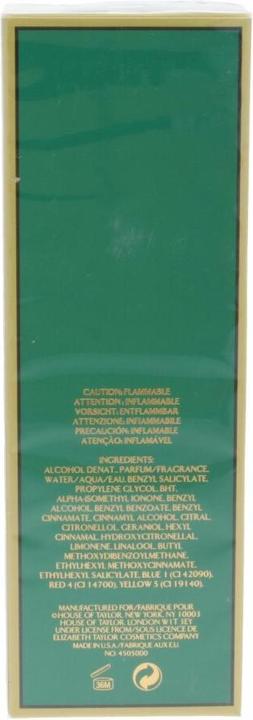 CAUTION: FLAMMABLE
ATTENTION: INFLAMMABLE
VORSICHT: ENTFLAMMBAR
ATTENZIONE: INFIAMMABILE
PRECAUCIÓN: INFLAMABLE
ATENÇÃO: INFLAMÁVEL
INGREDIENTS:
ALCOHOL DENAT., PARFUM/FRAGRANCE,
WATER/AQUA/EAU, BENZYL SALICYLATE,
PROPYLENE GLYCOL, BHT,
ALPHA-ISOMETHYL IONONE, BENZYL
ALCOHOL, BENZYL BENZOATE, BENZYL
CINNAMATE, CINNAMYL ALCOHOL, CITRAL,
CITRONELLOL, GERANIOL, HEXYL
CINNAMAL, HYDROXYCITRONELLAL,
LIMONENE, LINALOOL, BUTYL
METHOXYDIBENZOYLMETHANE,
ETHYLHEXYL METHOXYCINNAMATE,
ETHYLHEXYL SALICYLATE, BLUE 1 (CI 42090),
RED 4 (CI 14700), YELLOW 5 (CI 19140).
MANUFACTURED FOR/FABRIQUE POUR
©HOUSE OF TAYLOR, NEW YORK, NY 10003
HOUSE OF TAYLOR, LONDON W1T 3EY
UNDER LICENSE FROM/SOUS LICENCE DE
ELIZABETH TAYLOR COSMETICS COMPANY
MADE IN U.S.A./FABRIQUE AUX E.U.
NO. 4505000
36M